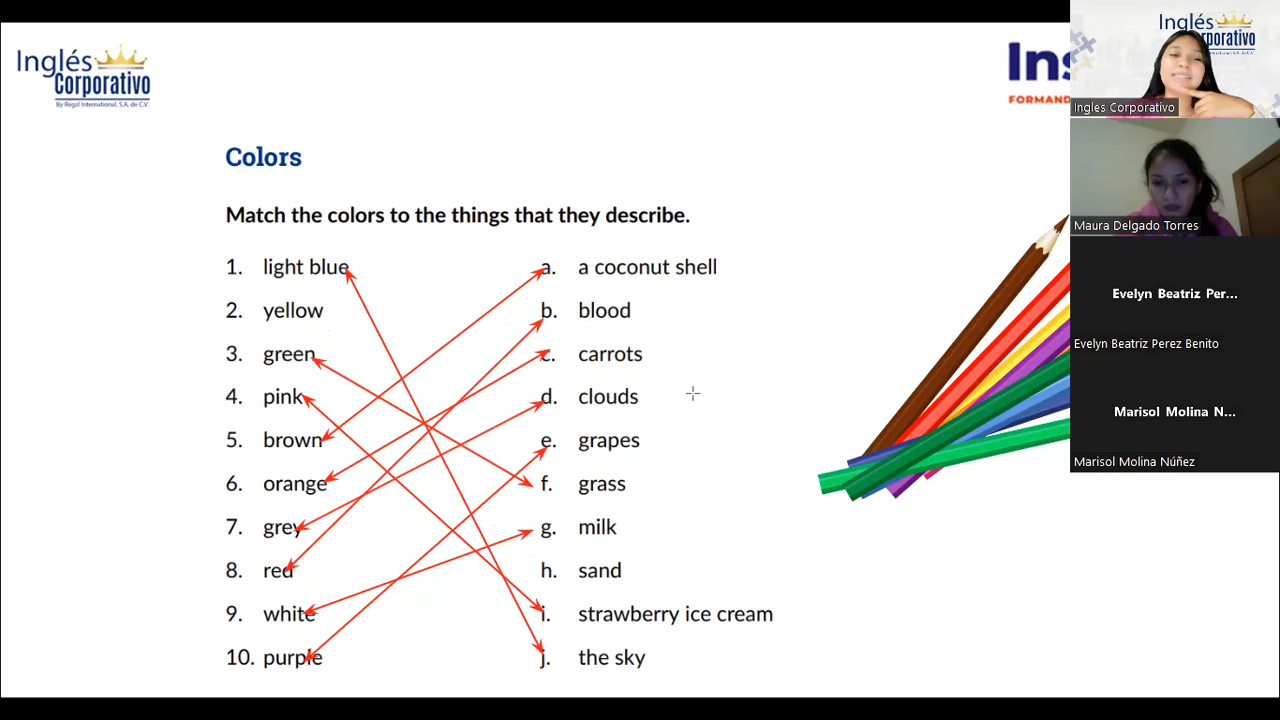 Inglés
Corporativo
By Regal International, S.A. de C.V.
Ins
FORMAND
Colors
Match the colors to the things that they describe.
1. light blue
2. yellow
3. green
4. pink
5. brown
6. orange
7. grey
8. red
9. white
10. purple
a. a coconut shell
b. blood
c. carrots
d. clouds
e. grapes
f. grass
g. milk
h. sand
i. strawberry ice cream
j. the sky
Inglés
Corporativo
Ingles Corporativo
Maura Delgado Torres
Evelyn Beatriz Per...
Evelyn Beatriz Perez Benito
Marisol Molina N...
Marisol Molina Núñez